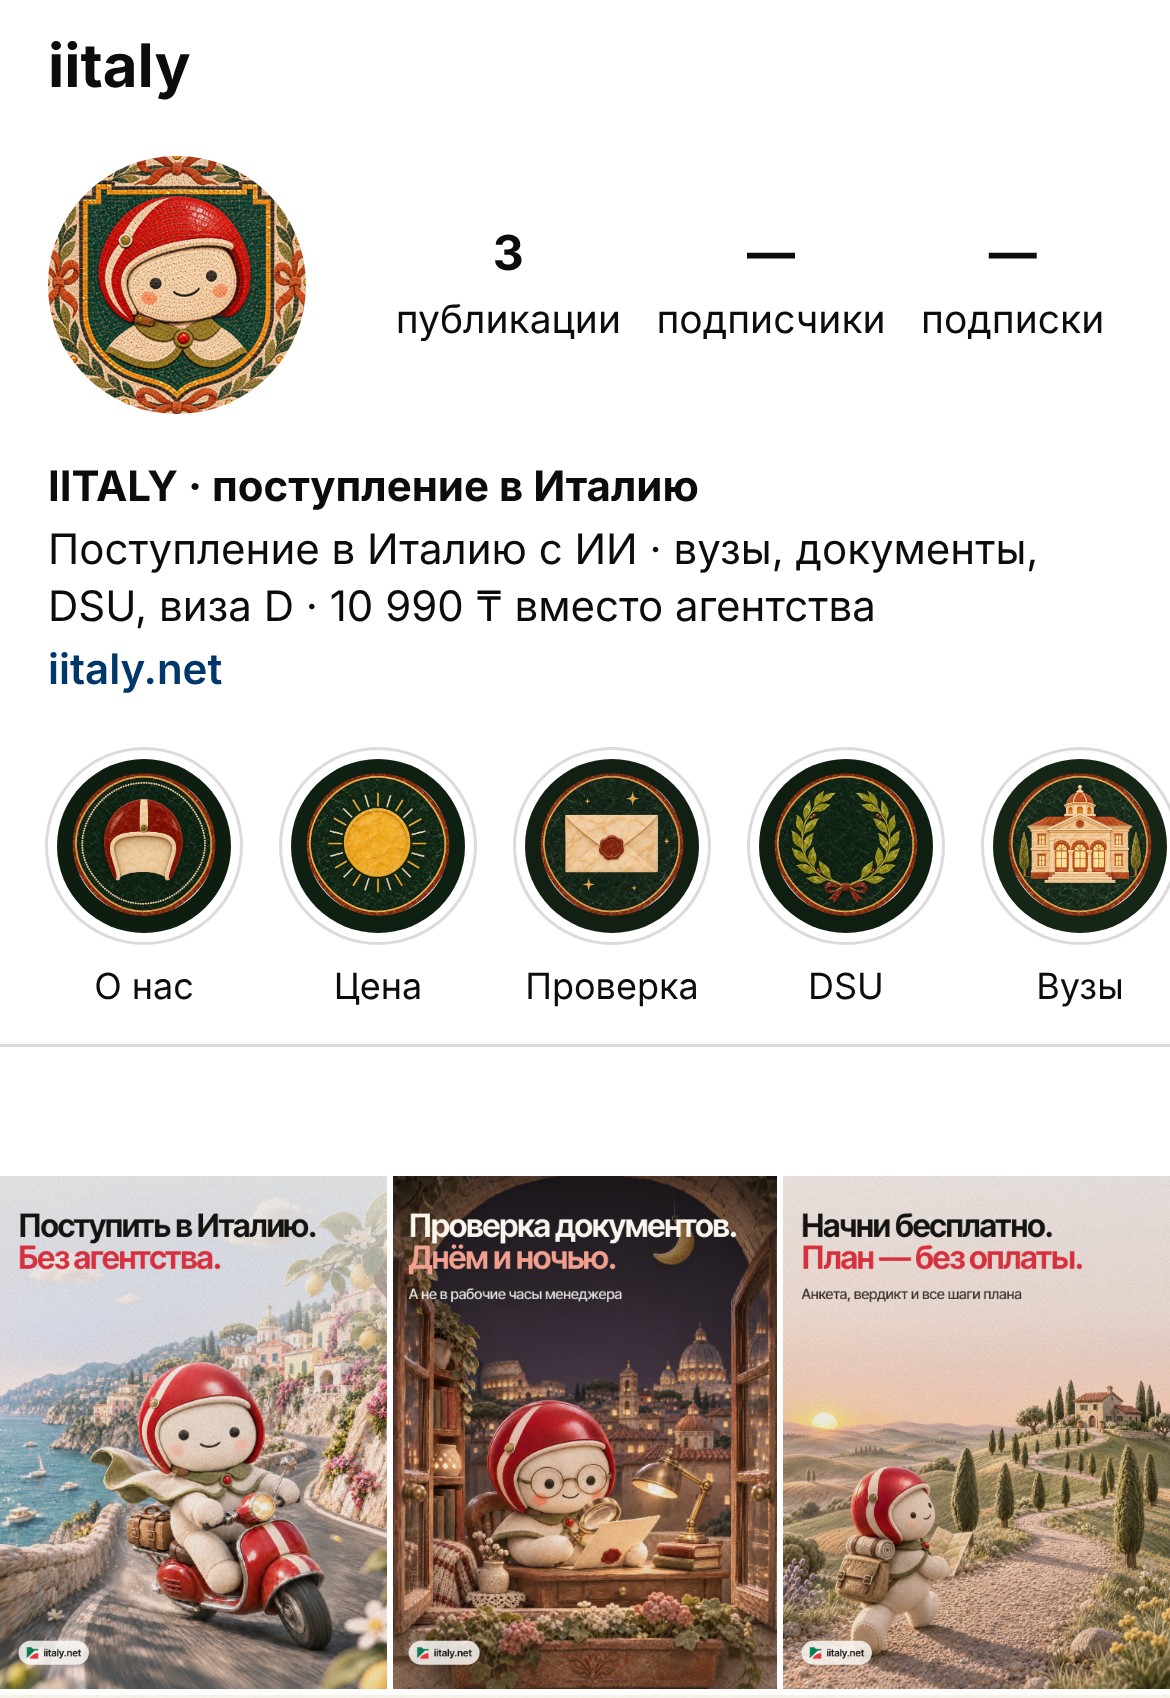 iitaly
3
публикации
—
подписчики
—
подписки
IITALY · поступление в Италию
Поступление в Италию с ИИ · вузы, документы,
DSU, виза D · 10 990 ₸ вместо агентства
iitaly.net
О нас
Цена
Проверка
DSU
Вузы
Поступить в Италию.
Без агентства.
iitaly.net
Проверка документов.
Днём и ночью.
А не в рабочие часы менеджера
iitaly.net
Начни бесплатно.
План — без оплаты.
Анкета, вердикт и все шаги плана
iitaly.net